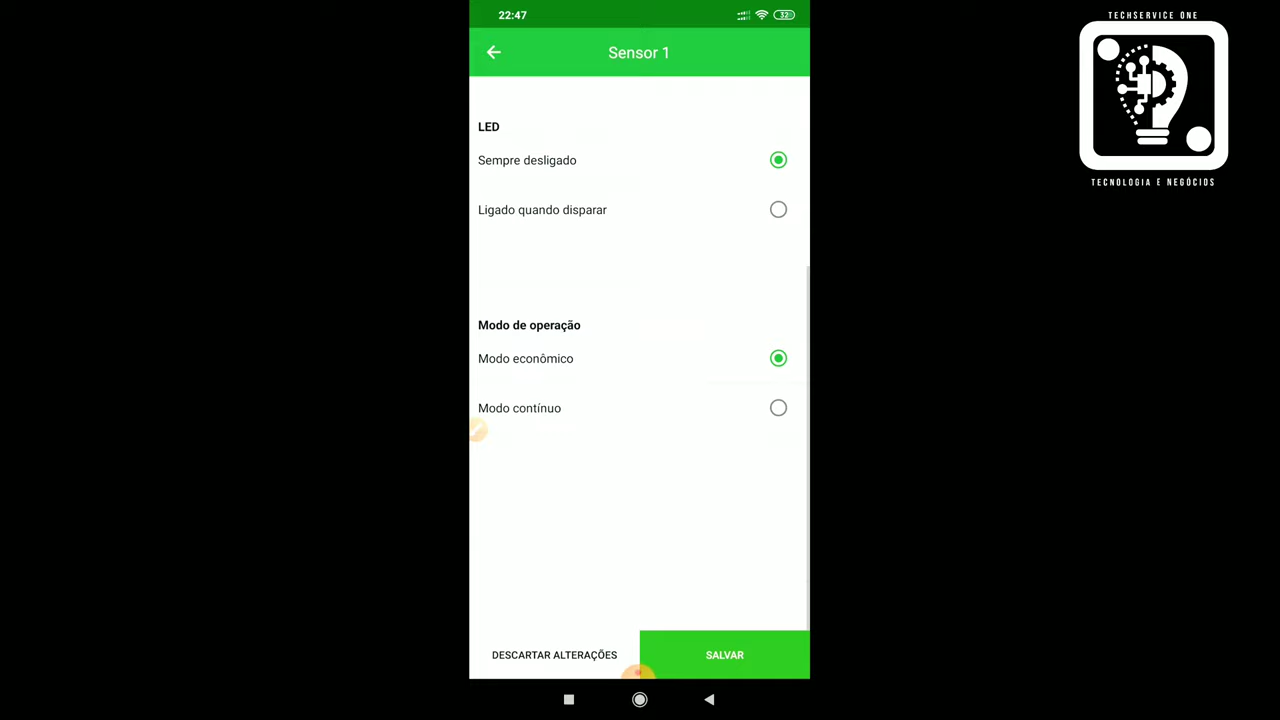 22:47
32
Sensor 1
LED
Sempre desligado
Ligado quando disparar
Modo de operação
Modo econômico
Modo contínuo
DESCARTAR ALTERAÇÕES
SALVAR
TECHSERVICE ONE
TECNOLOGIA E NEGÓCIOS